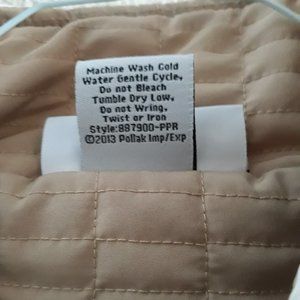 Machine Wash Cold
Water Gentle Cycle.
Do not Bleach
Tumble Dry Low.
Do not Wring.
Twist or Iron
Style:887900-PPR
©2013 Pollak Imp/Exp